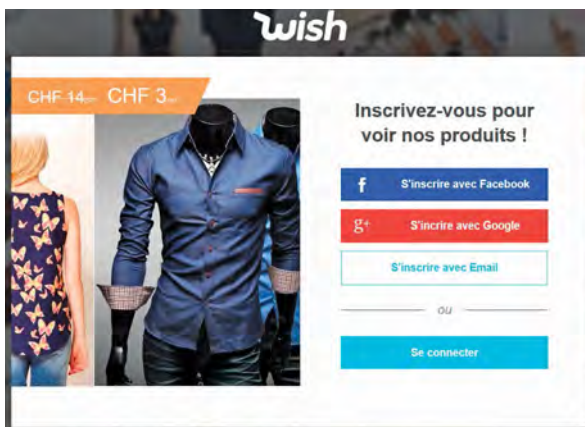 wish
CHF 14 CHF 3
Inscrivez-vous pour
voir nos produits !
f S'inscrire avec Facebook
g+ S'incrire avec Google
S'inscrire avec Email
ou
Se connecter